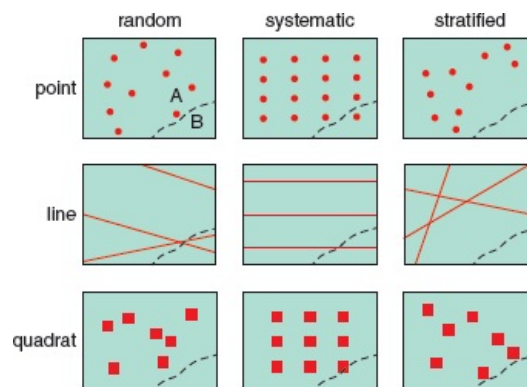 random systematic stratified
point
A
B
line
quadrat